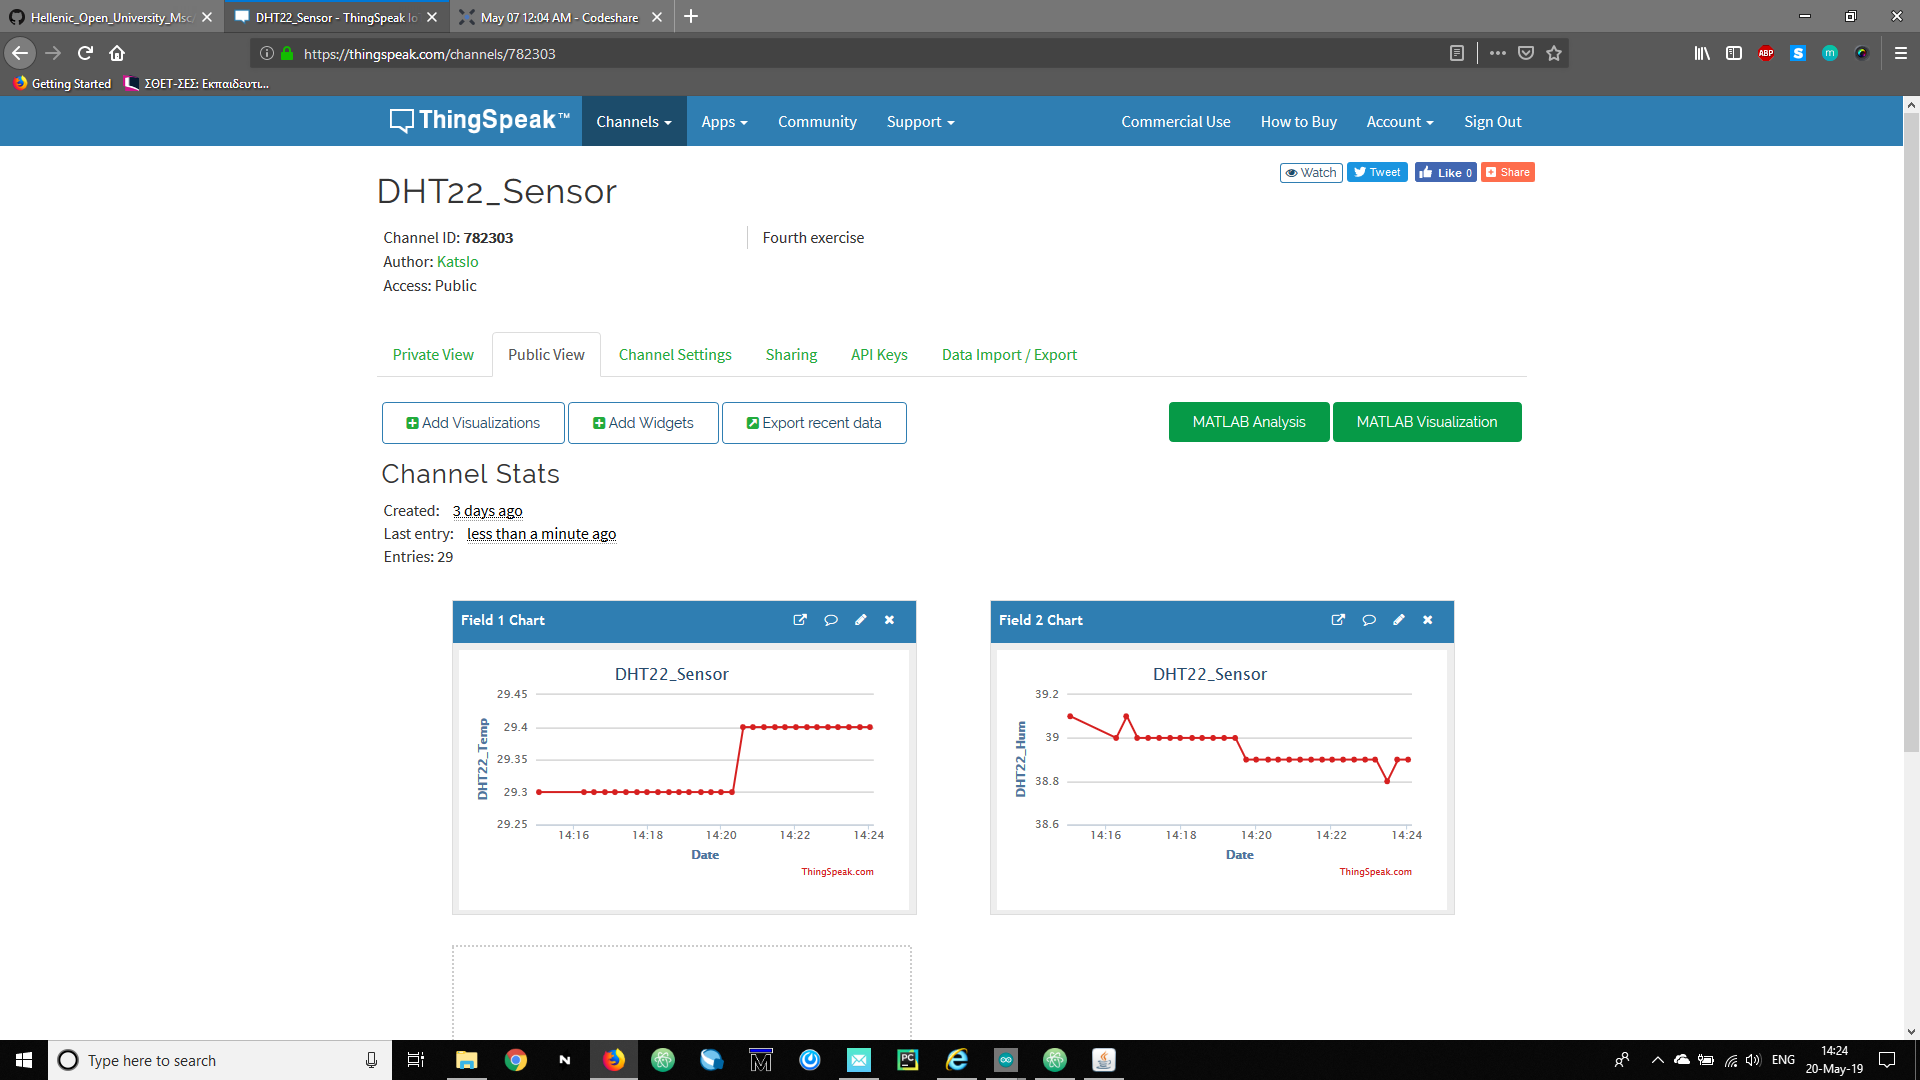 Hellenic_Open_University_Msc
DHT22_Sensor - ThingSpeak Io
May 07 12:04 AM - Codeshare
https://thingspeak.com/channels/782303
ABP
S
m
Getting Started
ΣΘΕΤ-ΣΕΣ: Εκπαιδευτι...
ThingSpeak™
Channels
Apps
Community
Support
Commercial Use
How to Buy
Account
Sign Out
Watch
Tweet
Like 0
Share
DHT22_Sensor
Channel ID: 782303
Author: KatsIo
Access: Public
Fourth exercise
Private View
Public View
Channel Settings
Sharing
API Keys
Data Import / Export
Add Visualizations
Add Widgets
Export recent data
MATLAB Analysis
MATLAB Visualization
Channel Stats
Created: 3 days ago
Last entry: less than a minute ago
Entries: 29
Field 1 Chart
DHT22_Sensor
DHT22_Temp
29.45
29.4
29.35
29.3
29.25
14:16
14:18
14:20
14:22
14:24
Date
ThingSpeak.com
Field 2 Chart
DHT22_Sensor
DHT22_Hum
39.2
39
38.8
38.6
14:16
14:18
14:20
14:22
14:24
Date
ThingSpeak.com
Type here to search
N
M
PC
ENG
14:24
20-May-19